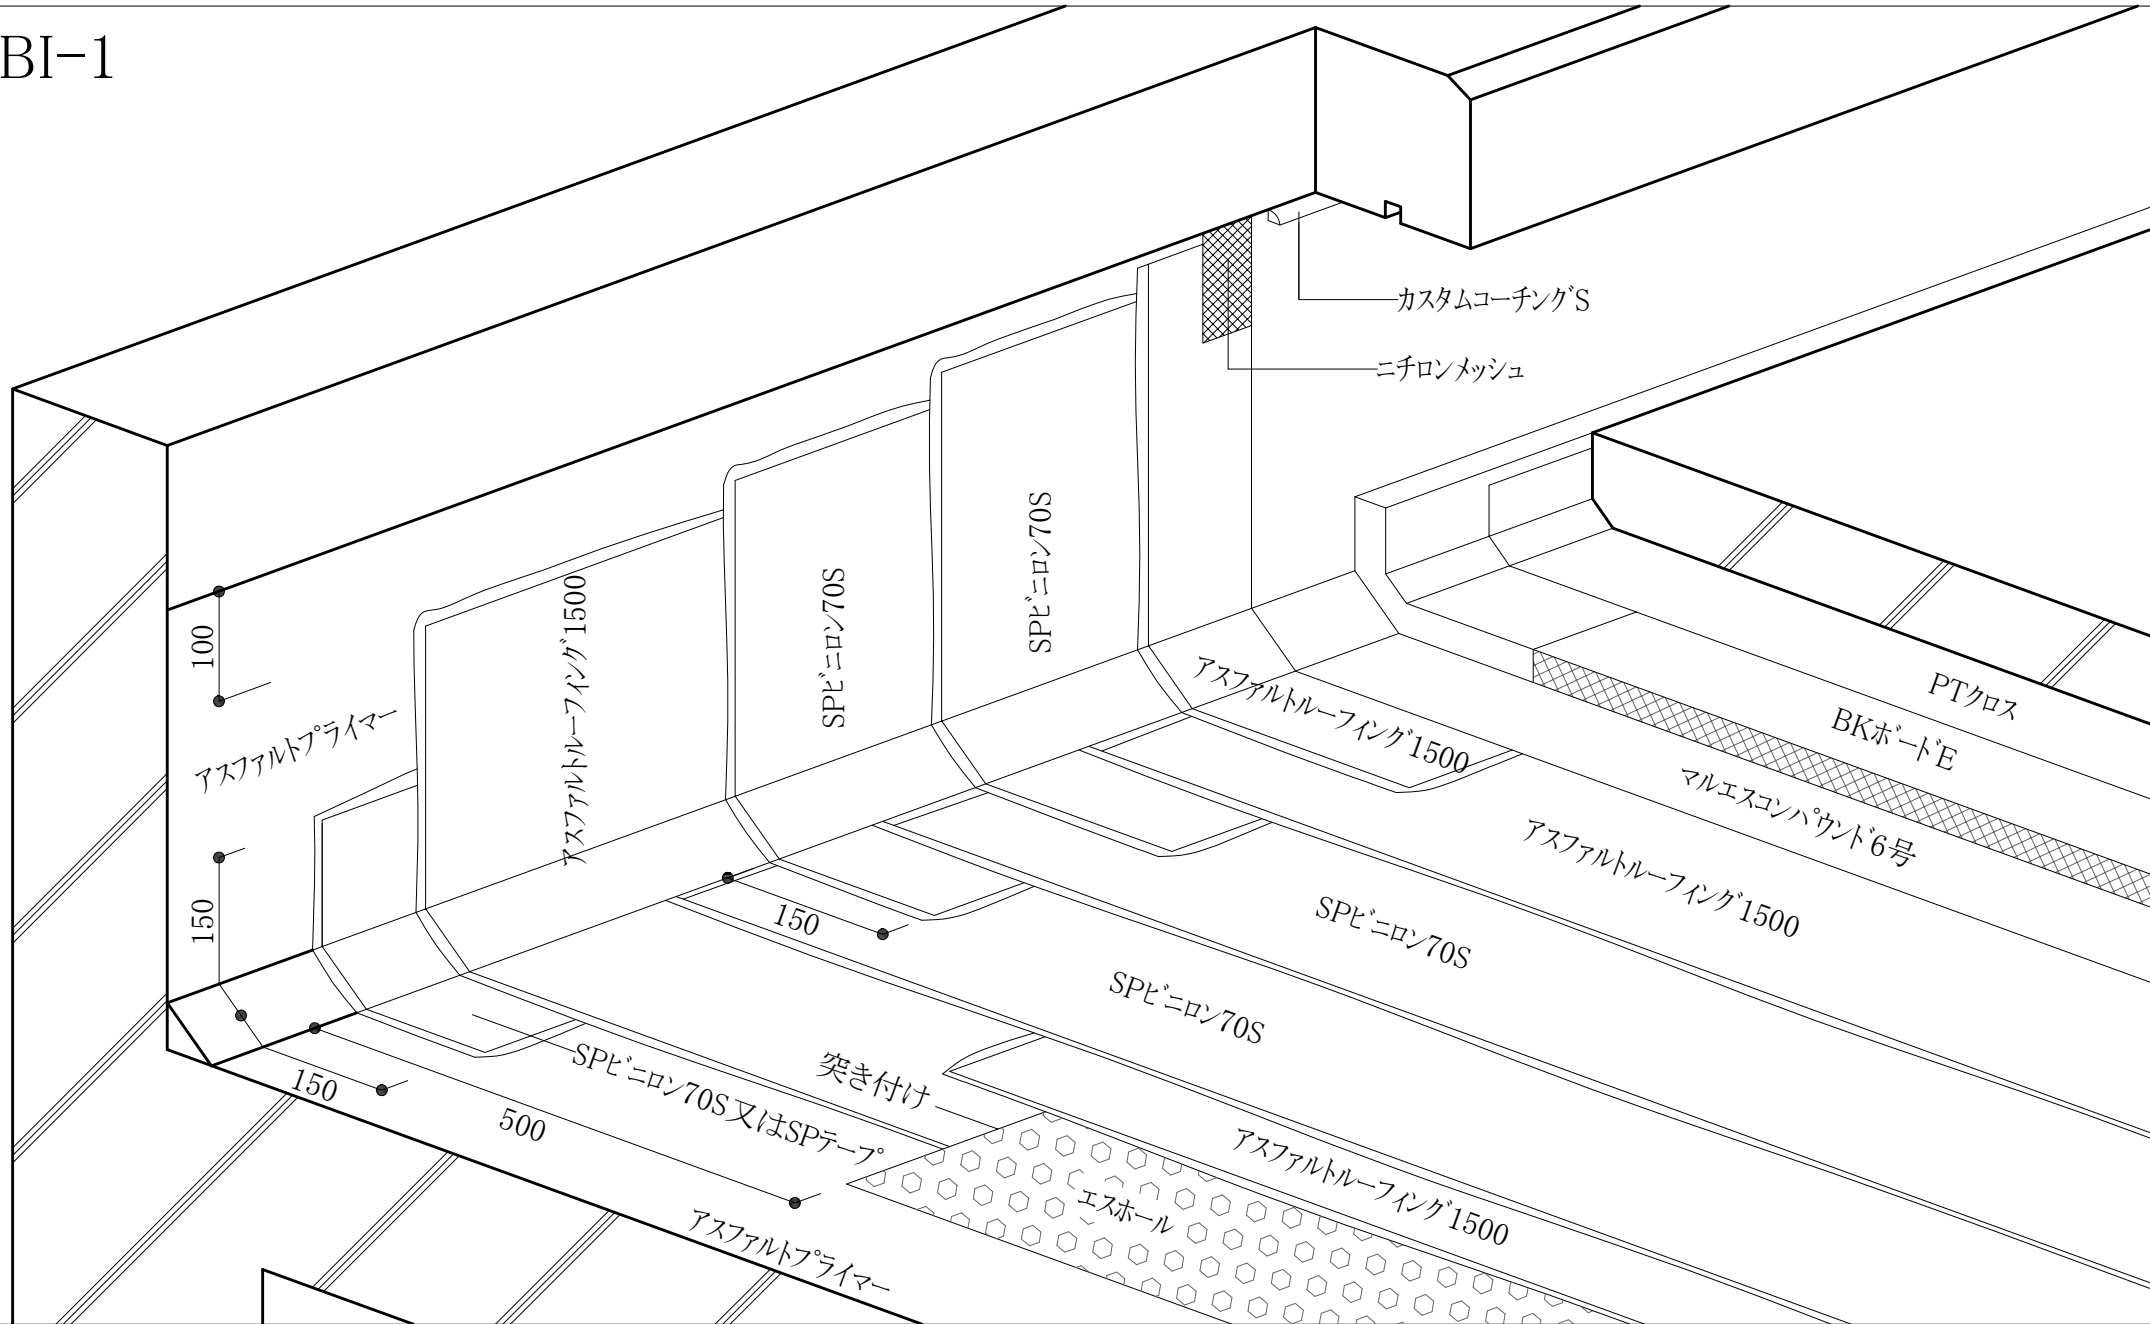 BI-1
カスタムコーチングS
ニチロンメッシュ
SPビニロン70S
SPビニロン70S
アスファルトルーフィング1500
100
アスファルトプライマー
アスファルトルーフィング1500
PTクロス
BKボードE
マルエスコンパウンド6号
アスファルトルーフィング1500
150
150
SPビニロン70S
SPビニロン70S
突き付け
SPビニロン70S又はSPテープ
150
500
アスファルトルーフィング1500
エスホール
アスファルトプライマー